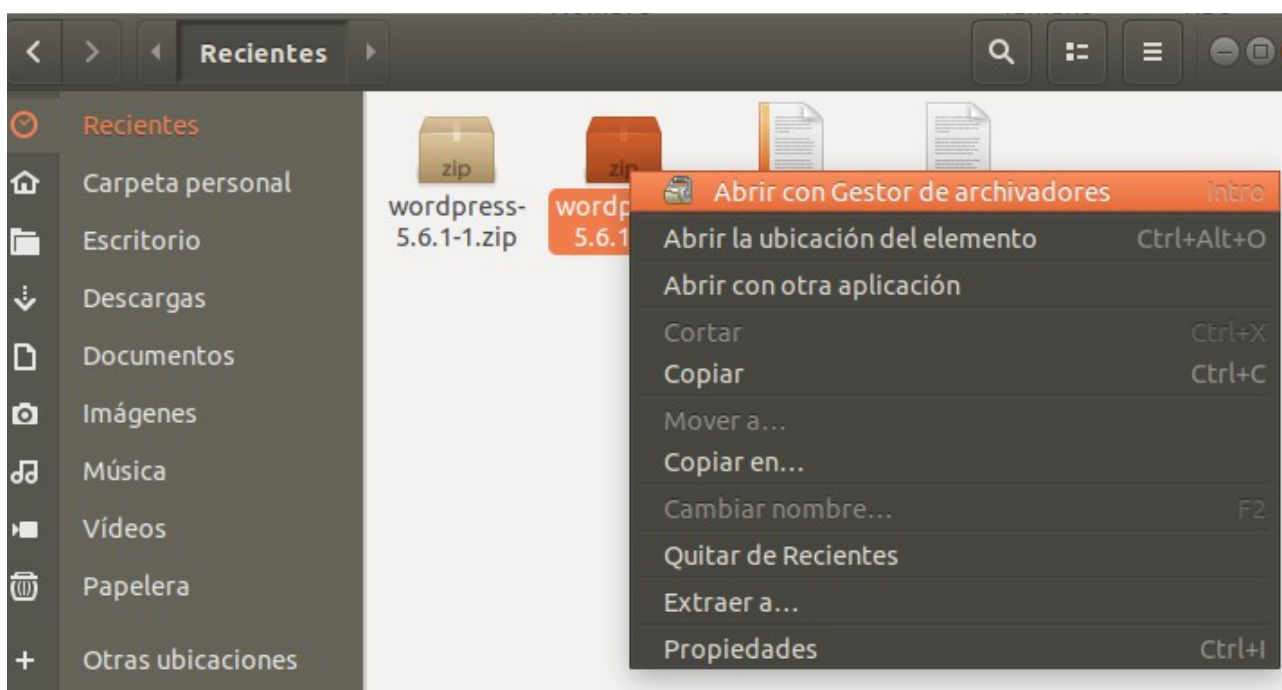 Recientes
Recientes
Carpeta personal
Escritorio
Descargas
Documentos
Imágenes
Música
Vídeos
Papelera
Otras ubicaciones
zip
wordpress-
5.6.1-1.zip
zip
wordp
5.6.1
Abrir con Gestor de archivadores Intro
Abrir la ubicación del elemento Ctrl+Alt+O
Abrir con otra aplicación
Cortar Ctrl+X
Copiar Ctrl+C
Mover a...
Copiar en...
Cambiar nombre... F2
Quitar de Recientes
Extraer a...
Propiedades Ctrl+I